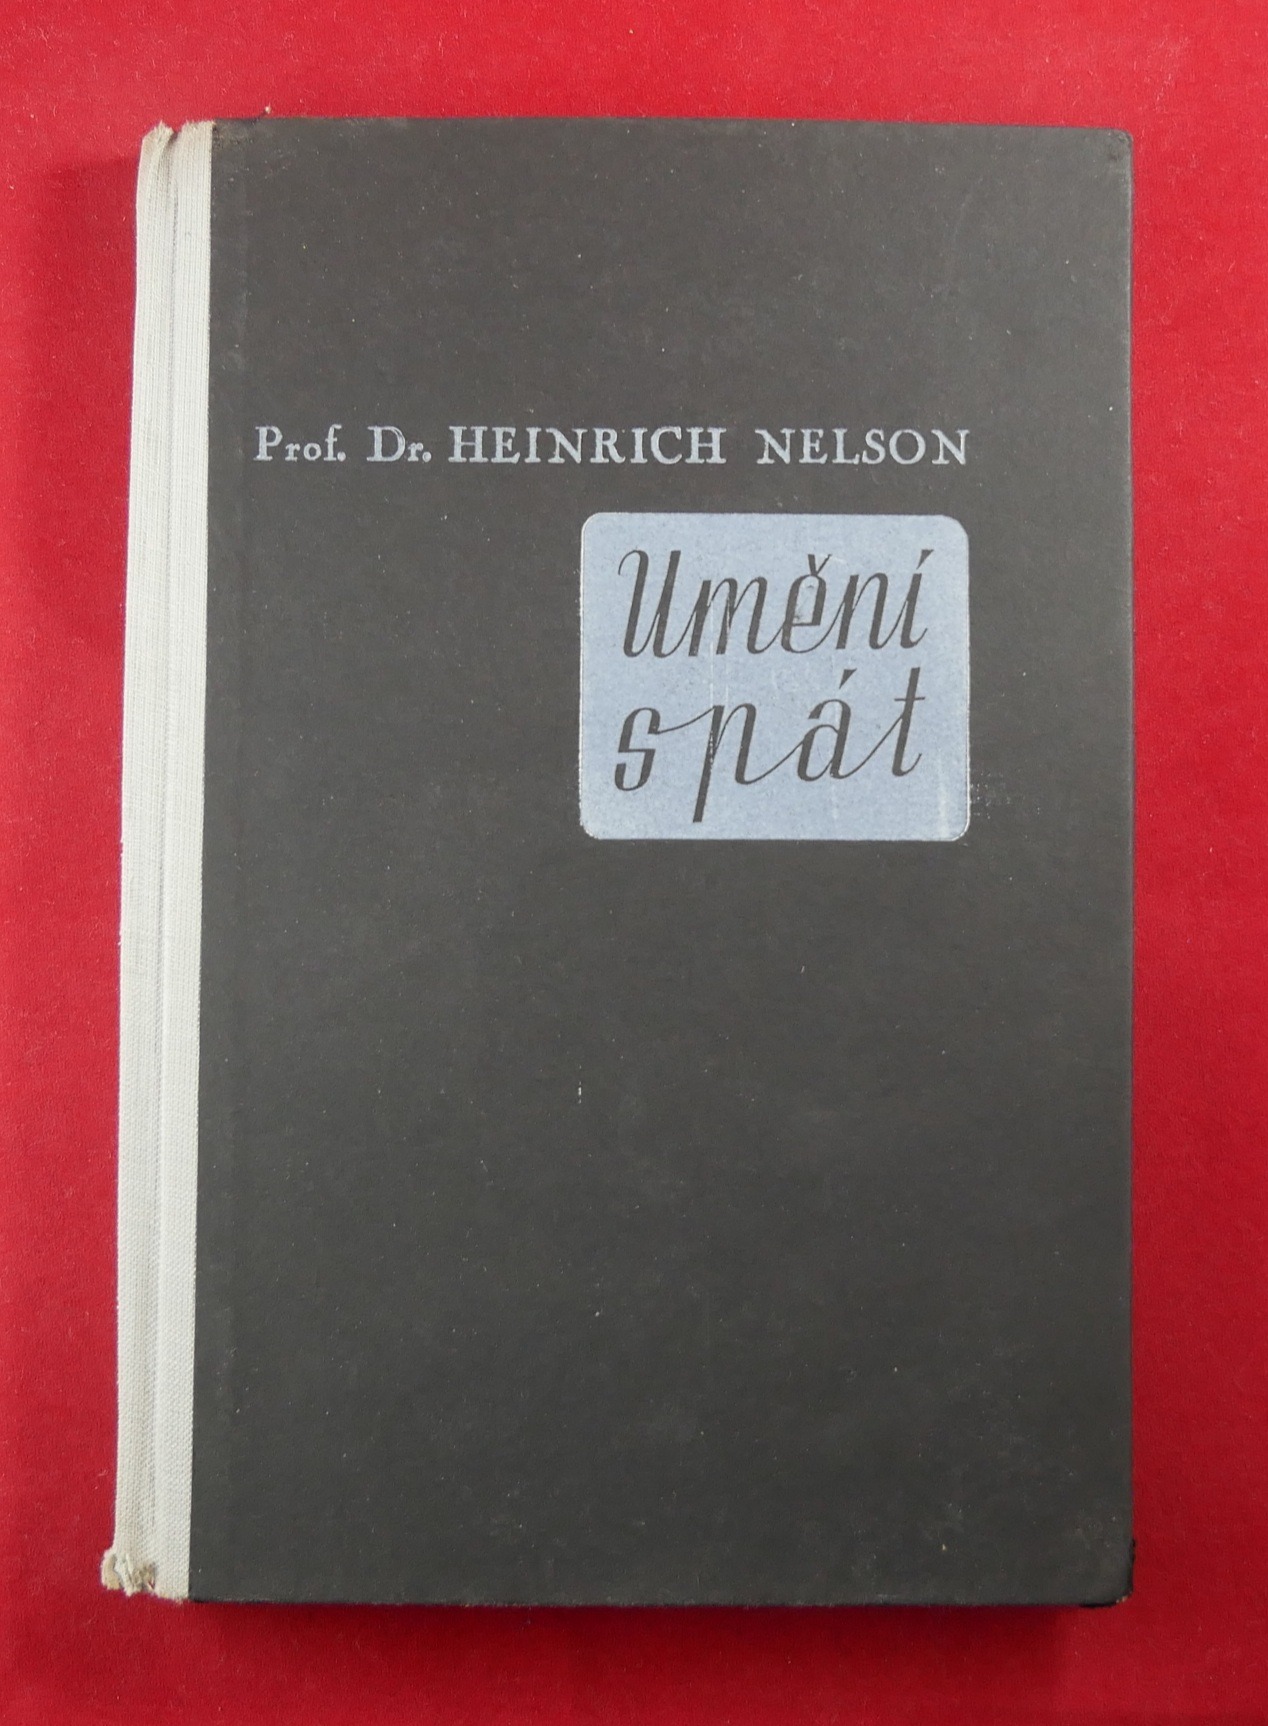 Prof. Dr. HEINRICH NELSON
Umění
spát